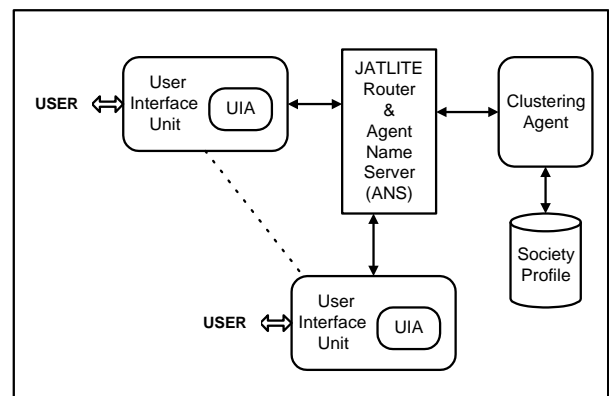 USER
User
Interface
Unit
UIA
JATLITE
Router
&
Agent
Name
Server
(ANS)
Clustering
Agent
Society
Profile
USER
User
Interface
Unit
UIA